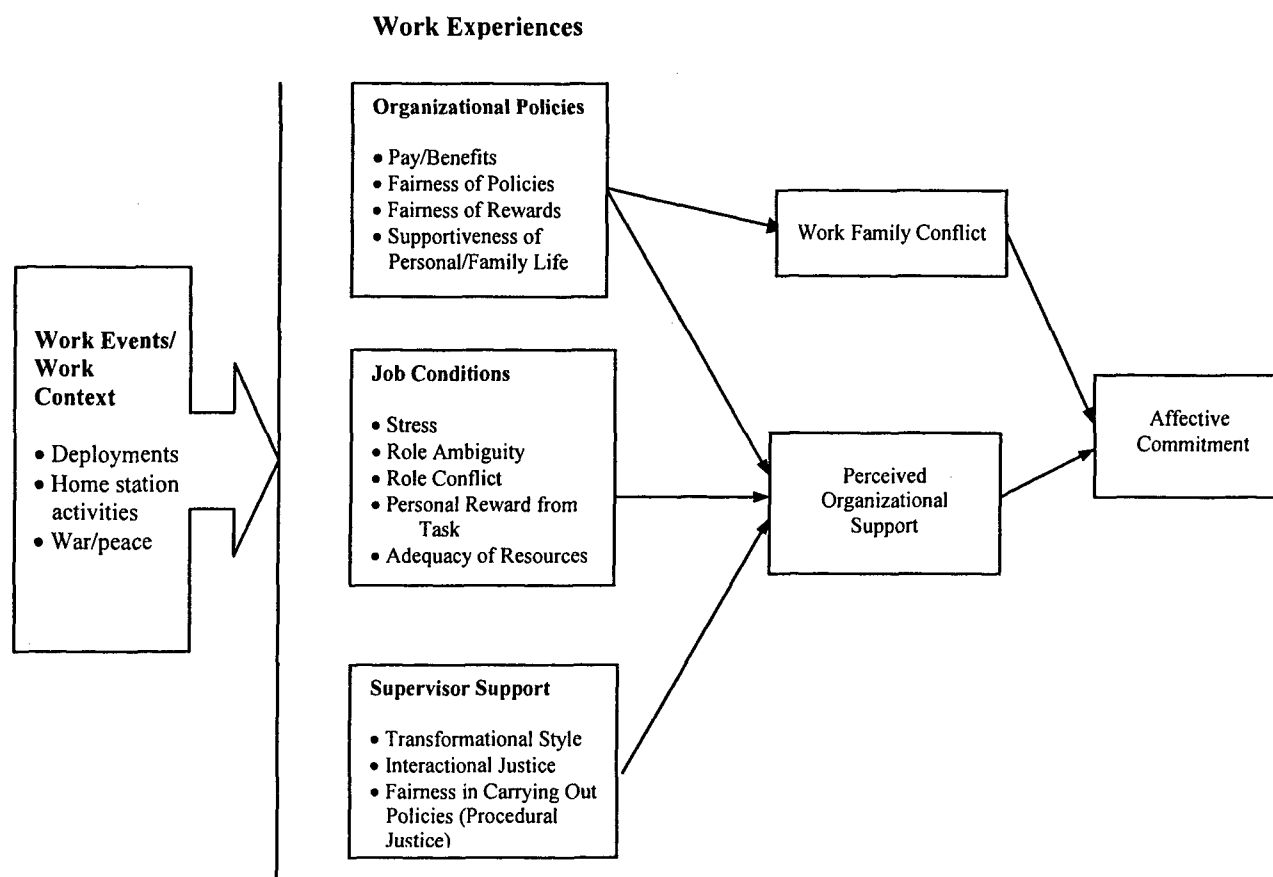 Work Experiences
Work Events/
Work
Context
• Deployments
• Home station
activities
• War/peace
Organizational Policies
• Pay/Benefits
• Fairness of Policies
• Fairness of Rewards
• Supportiveness of
Personal/Family Life
Job Conditions
• Stress
• Role Ambiguity
• Role Conflict
• Personal Reward from
Task
• Adequacy of Resources
Supervisor Support
• Transformational Style
• Interactional Justice
• Fairness in Carrying Out
Policies (Procedural
Justice)
Work Family Conflict
Perceived
Organizational
Support
Affective
Commitment